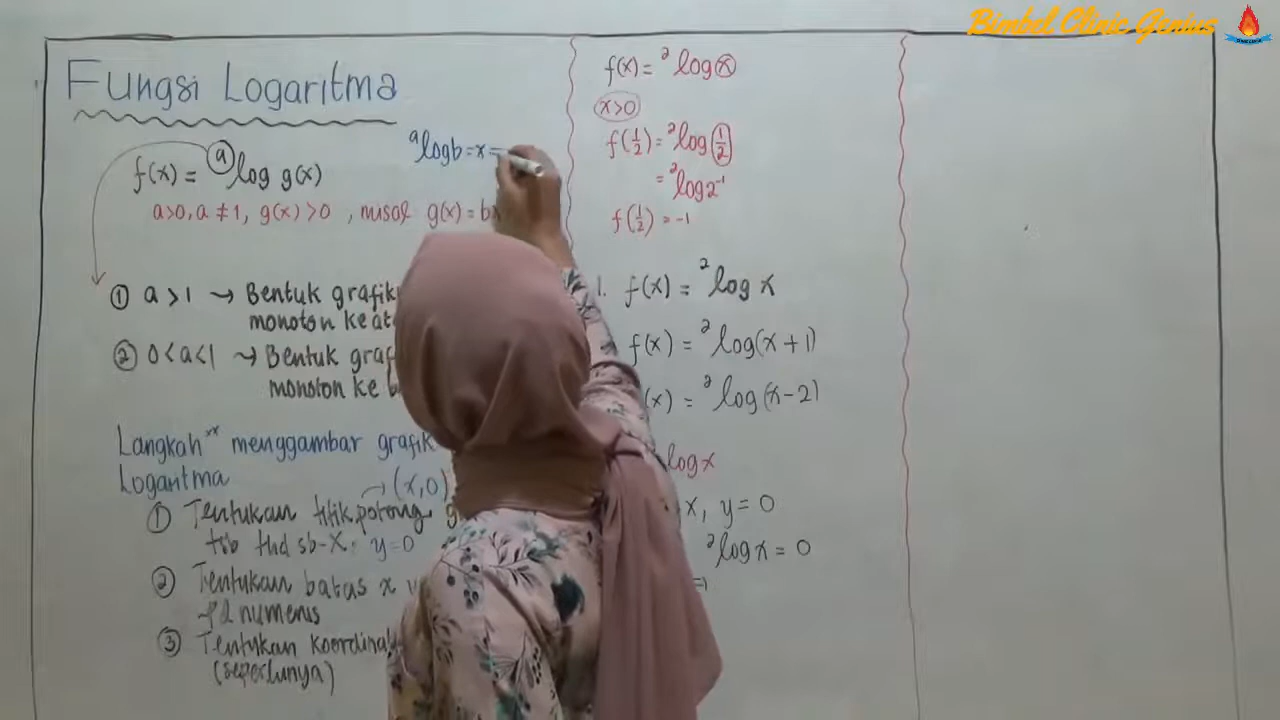 Bimbel Clinic Genius
Fungsi Logaritma
f(x) = ᵃlog g(x)
ᵃlog b = x =
a>0, a ≠ 1, g(x) > 0 , misal g(x) = bx
① a > 1 → Bentuk grafik
monoton ke
② 0 < a < 1 → Bentuk
monoton ke
Langkah ** menggambar grafik
Logaritma
→ (x,0)
① Tentukan titik potong
tsb thd sb-X. y=0
② Tentukan batas x
numerus
③ Tentukan koordinat
(seperlunya)
f(x) = ²log x
x>0
f(½) = ²log ½
= ²log 2⁻¹
f(½) = -1
1. f(x) = ²log x
f(x) = ²log(x+1)
(x) = ²log(x-2)
log x
x, y = 0
²log x = 0